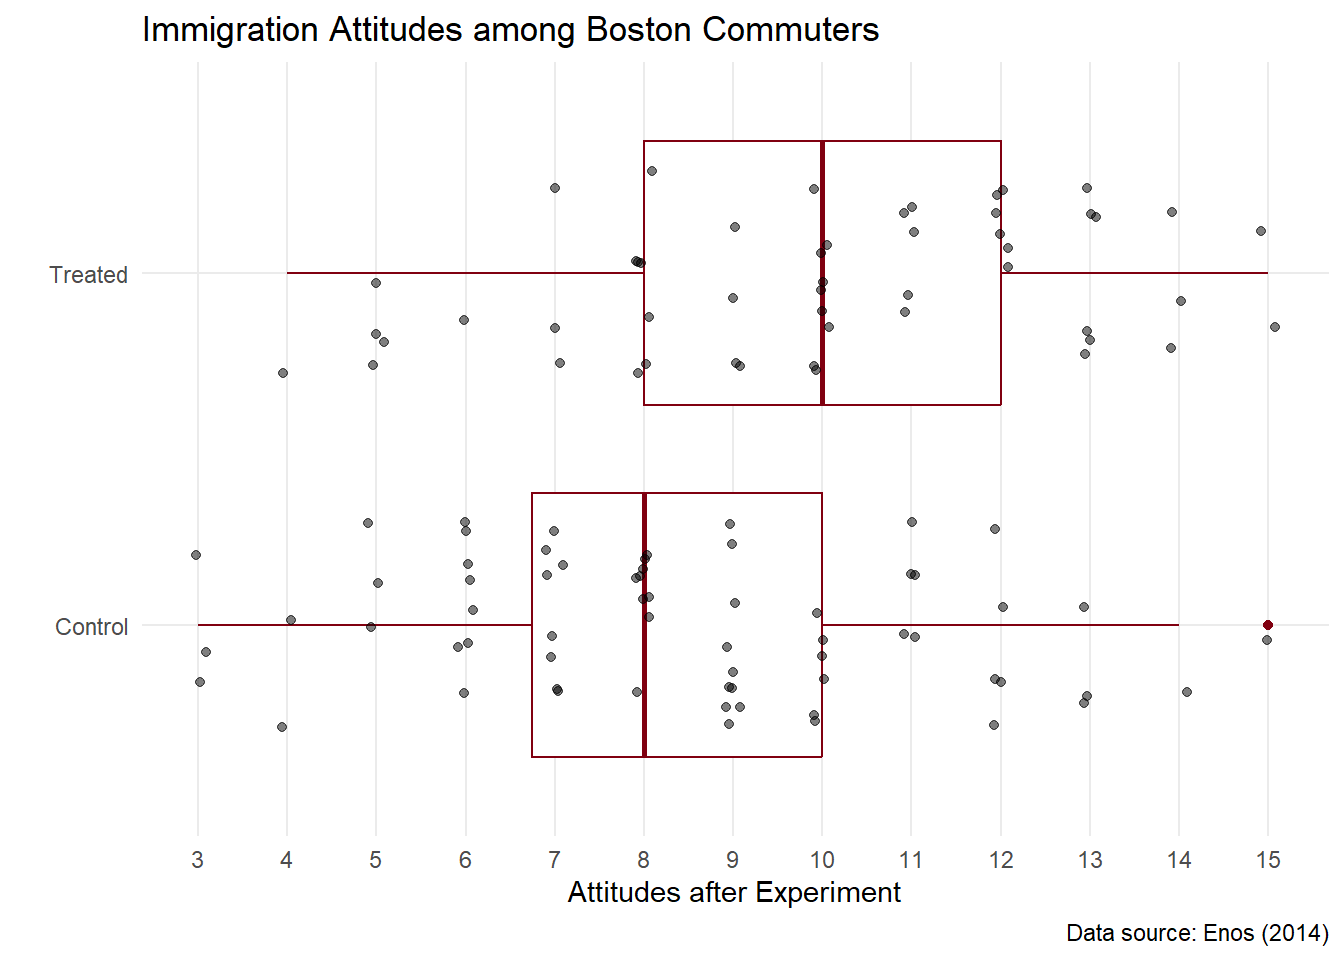 Immigration Attitudes among Boston Commuters
Treated
Control
3 4 5 6 7 8 9 10 11 12 13 14 15
Attitudes after Experiment
Data source: Enos (2014)